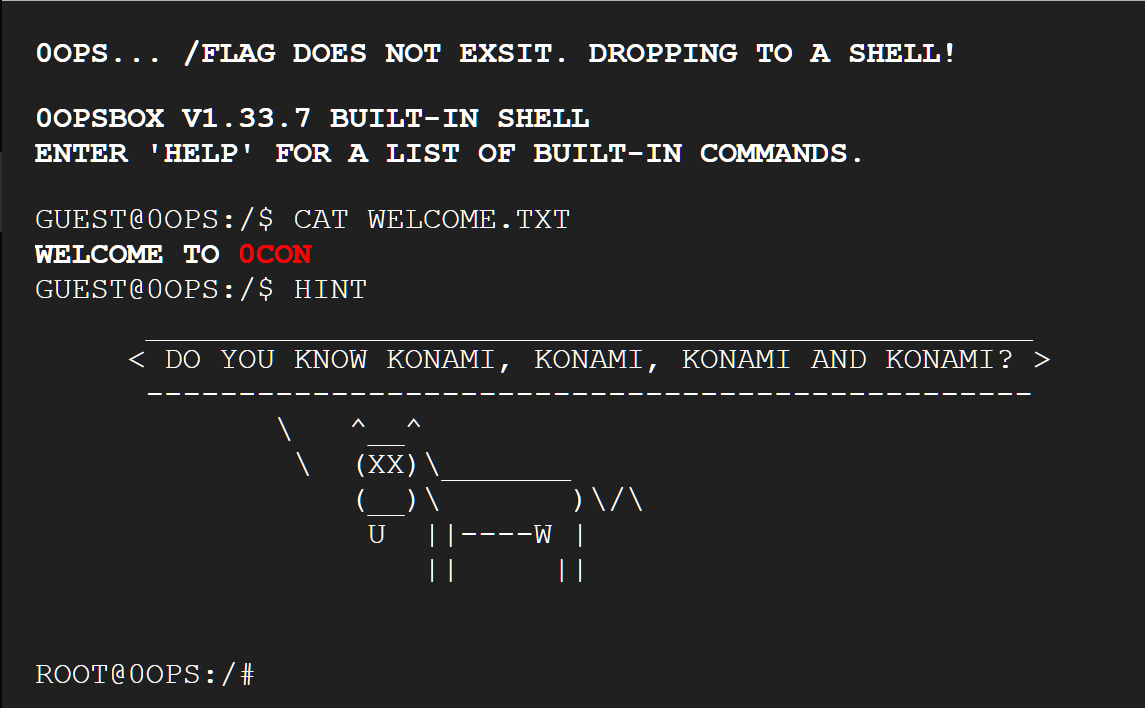 0OPS... /FLAG DOES NOT EXSIT. DROPPING TO A SHELL!
0OPSBOX V1.33.7 BUILT-IN SHELL
ENTER 'HELP' FOR A LIST OF BUILT-IN COMMANDS.
GUEST@0OPS:/$ CAT WELCOME.TXT
WELCOME TO 0CON
GUEST@0OPS:/$ HINT
________________________________________________
< DO YOU KNOW KONAMI, KONAMI, KONAMI AND KONAMI? >
------------------------------------------------
\   ^__^
\  (XX)\_______
(__)\       )\/\
U  ||----W |
||     ||
ROOT@0OPS:/#